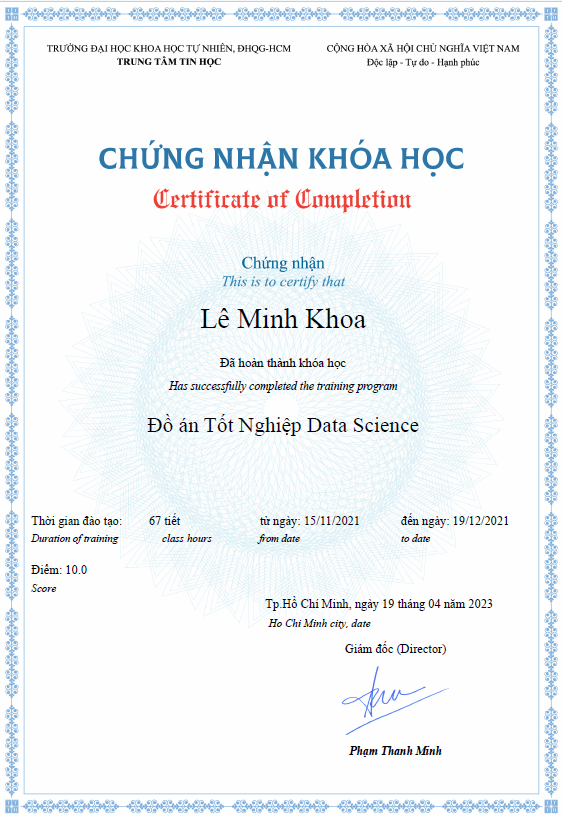 TRƯỜNG ĐẠI HỌC KHOA HỌC TỰ NHIÊN, ĐHQG-HCM
TRUNG TÂM TIN HỌC
CỘNG HÒA XÃ HỘI CHỦ NGHĨA VIỆT NAM
Độc lập - Tự do - Hạnh phúc
CHỨNG NHẬN KHÓA HỌC
Certificate of Completion
Chứng nhận
This is to certify that
Lê Minh Khoa
Đã hoàn thành khóa học
Has successfully completed the training program
Đồ án Tốt Nghiệp Data Science
Thời gian đào tạo: 67 tiết từ ngày: 15/11/2021 đến ngày: 19/12/2021
Duration of training class hours from date to date
Điểm: 10.0
Score
Tp.Hồ Chí Minh, ngày 19 tháng 04 năm 2023
Ho Chi Minh city, date
Giám đốc (Director)
Phạm Thanh Minh